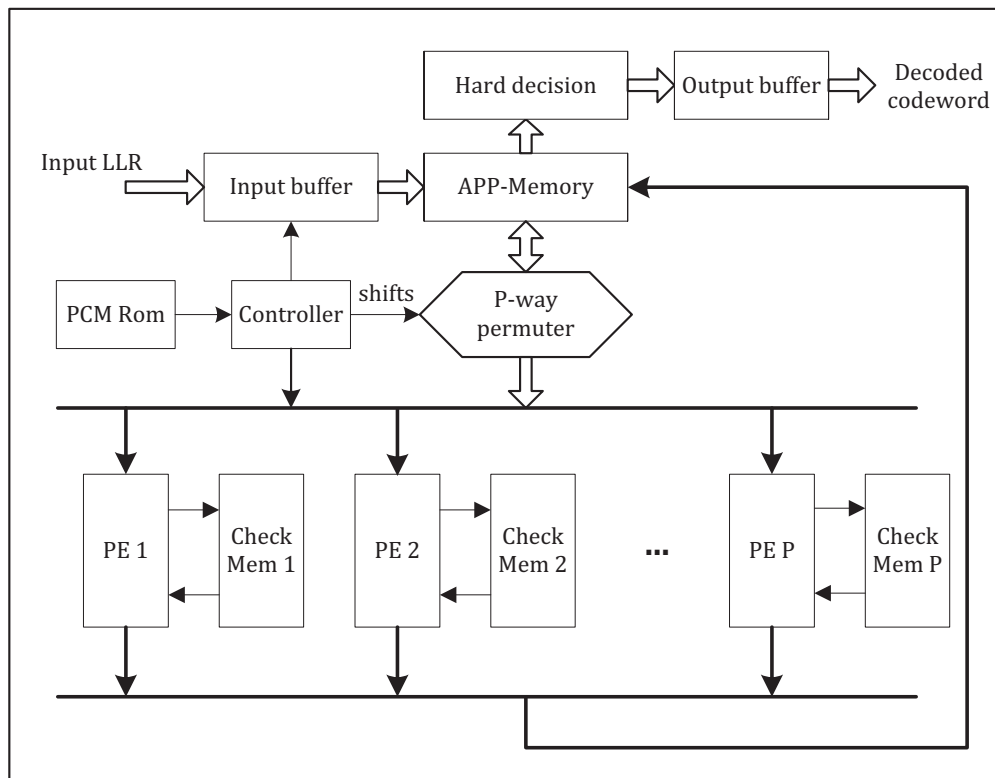 Hard decision
Output buffer
Decoded
codeword
Input LLR
Input buffer
APP-Memory
PCM Rom
Controller
shifts
P-way
permuter
PE 1
Check
Mem 1
PE 2
Check
Mem 2
...
PE P
Check
Mem P